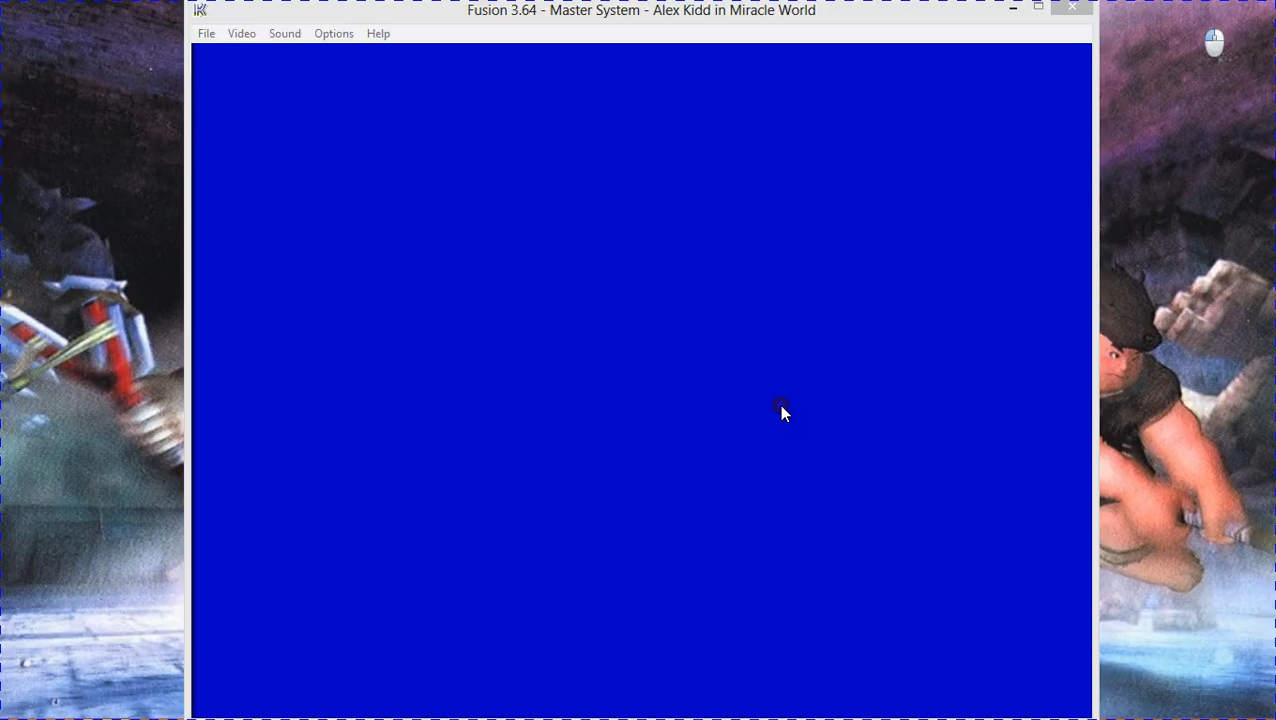 Fusion 3.64 - Master System - Alex Kidd in Miracle World
File Video Sound Options Help